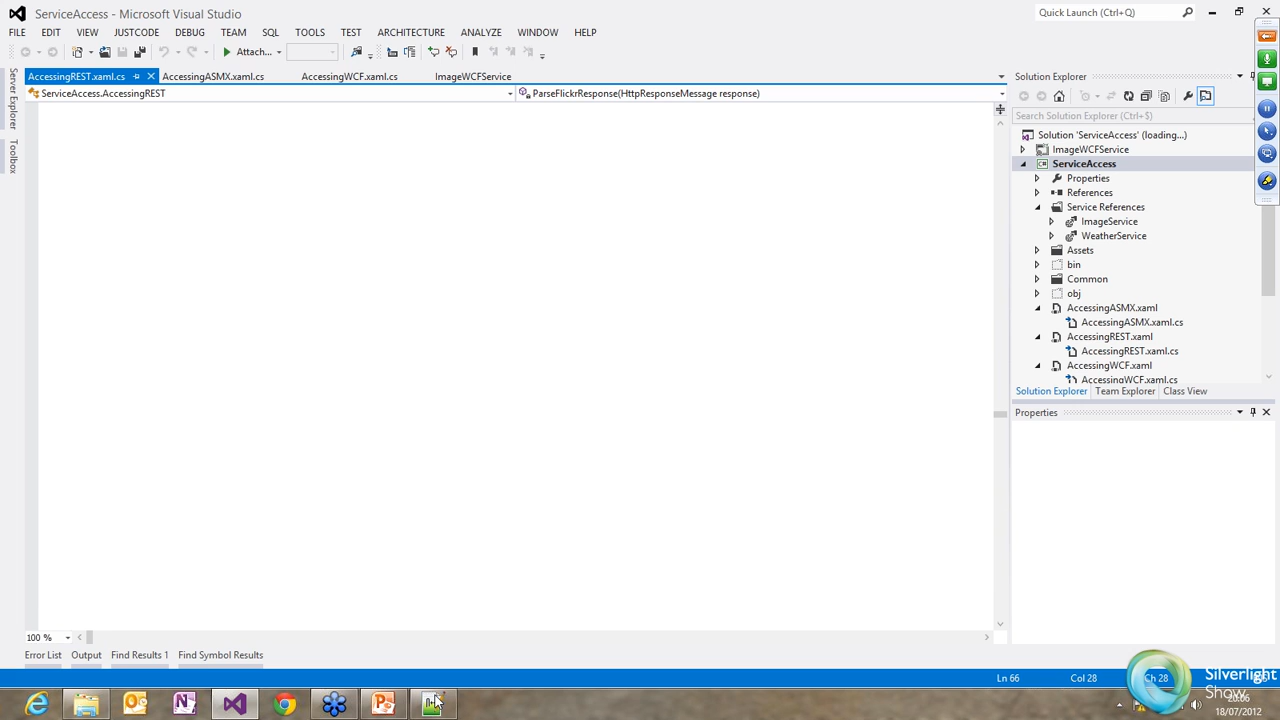 ServiceAccess - Microsoft Visual Studio
Quick Launch (Ctrl+Q)
FILE EDIT VIEW JUSTCODE DEBUG TEAM SQL TOOLS TEST ARCHITECTURE ANALYZE WINDOW HELP
Attach...
AccessingREST.xaml.cs AccessingASMX.xaml.cs AccessingWCF.xaml.cs ImageWCFService
ServiceAccess.AccessingREST ParseFlickrResponse(HttpResponseMessage response)
Server Explorer
Toolbox
Solution Explorer
Search Solution Explorer (Ctrl+$)
Solution 'ServiceAccess' (loading...)
ImageWCFService
ServiceAccess
Properties
References
Service References
ImageService
WeatherService
Assets
bin
Common
obj
AccessingASMX.xaml
AccessingASMX.xaml.cs
AccessingREST.xaml
AccessingREST.xaml.cs
AccessingWCF.xaml
AccessingWCF.xaml.cs
Solution Explorer Team Explorer Class View
Properties
100 %
Error List Output Find Results 1 Find Symbol Results
Ln 66 Col 28 Ch 28
Silverlight
Show
18/07/2012